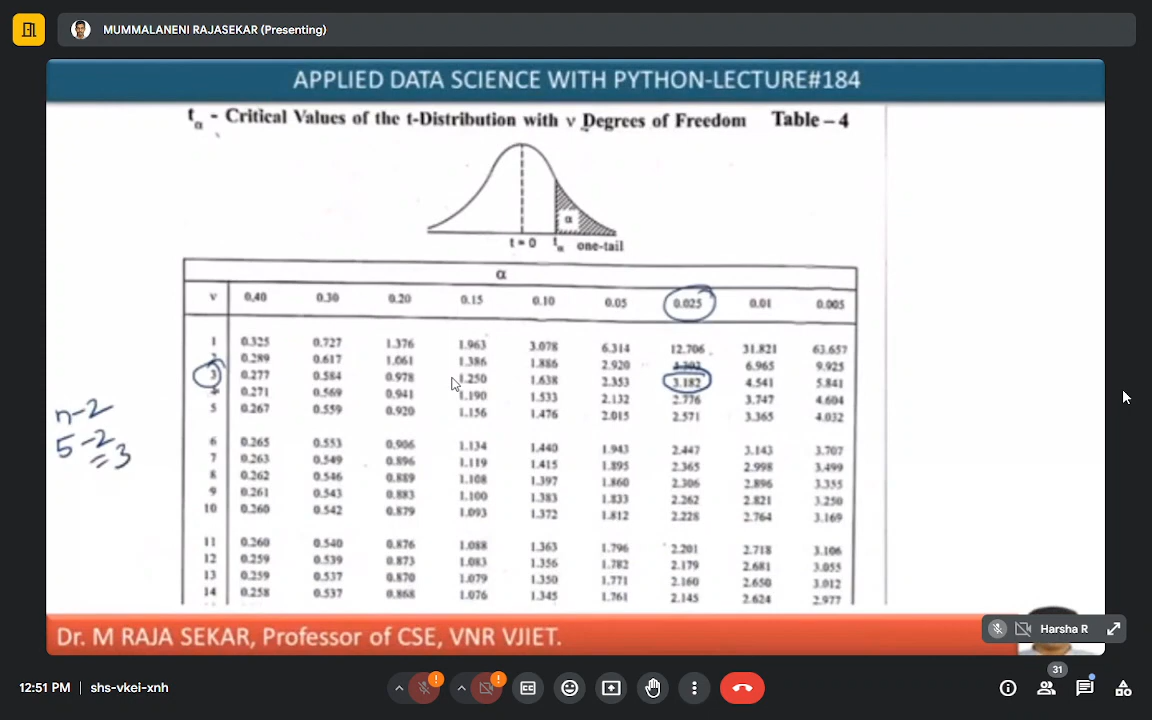 MUMMALANENI RAJASEKAR (Presenting)
APPLIED DATA SCIENCE WITH PYTHON-LECTURE#184
tα - Critical Values of the t-Distribution with ν Degrees of Freedom Table – 4
α
t = 0 tα one-tail
α
ν 0.40 0.30 0.20 0.15 0.10 0.05 0.025 0.01 0.005
1 0.325 0.727 1.376 1.963 3.078 6.314 12.706 31.821 63.657
0.289 0.617 1.061 1.386 1.886 2.920 6.965 9.925
3 0.277 0.584 0.978 1.250 1.638 2.353 3.182 4.541 5.841
4 0.271 0.569 0.941 1.190 1.533 2.132 2.776 3.747 4.604
5 0.267 0.559 0.920 1.156 1.476 2.015 2.571 3.365 4.032
n-2
5-2
=3
6 0.265 0.553 0.906 1.134 1.440 1.943 2.447 3.143 3.707
7 0.263 0.549 0.896 1.119 1.415 1.895 2.365 2.998 3.499
8 0.262 0.546 0.889 1.108 1.397 1.860 2.306 2.896 3.355
9 0.261 0.543 0.883 1.100 1.383 1.833 2.262 2.821 3.250
10 0.260 0.542 0.879 1.093 1.372 1.812 2.228 2.764 3.169
11 0.260 0.540 0.876 1.088 1.363 1.796 2.201 2.718 3.106
12 0.259 0.539 0.873 1.083 1.356 1.782 2.179 2.681 3.055
13 0.259 0.537 0.870 1.079 1.350 1.771 2.160 2.650 3.012
14 0.258 0.537 0.868 1.076 1.345 1.761 2.145 2.624 2.977
Dr. M RAJA SEKAR, Professor of CSE, VNR VJIET.
Harsha R
12:51 PM | shs-vkei-xnh
31